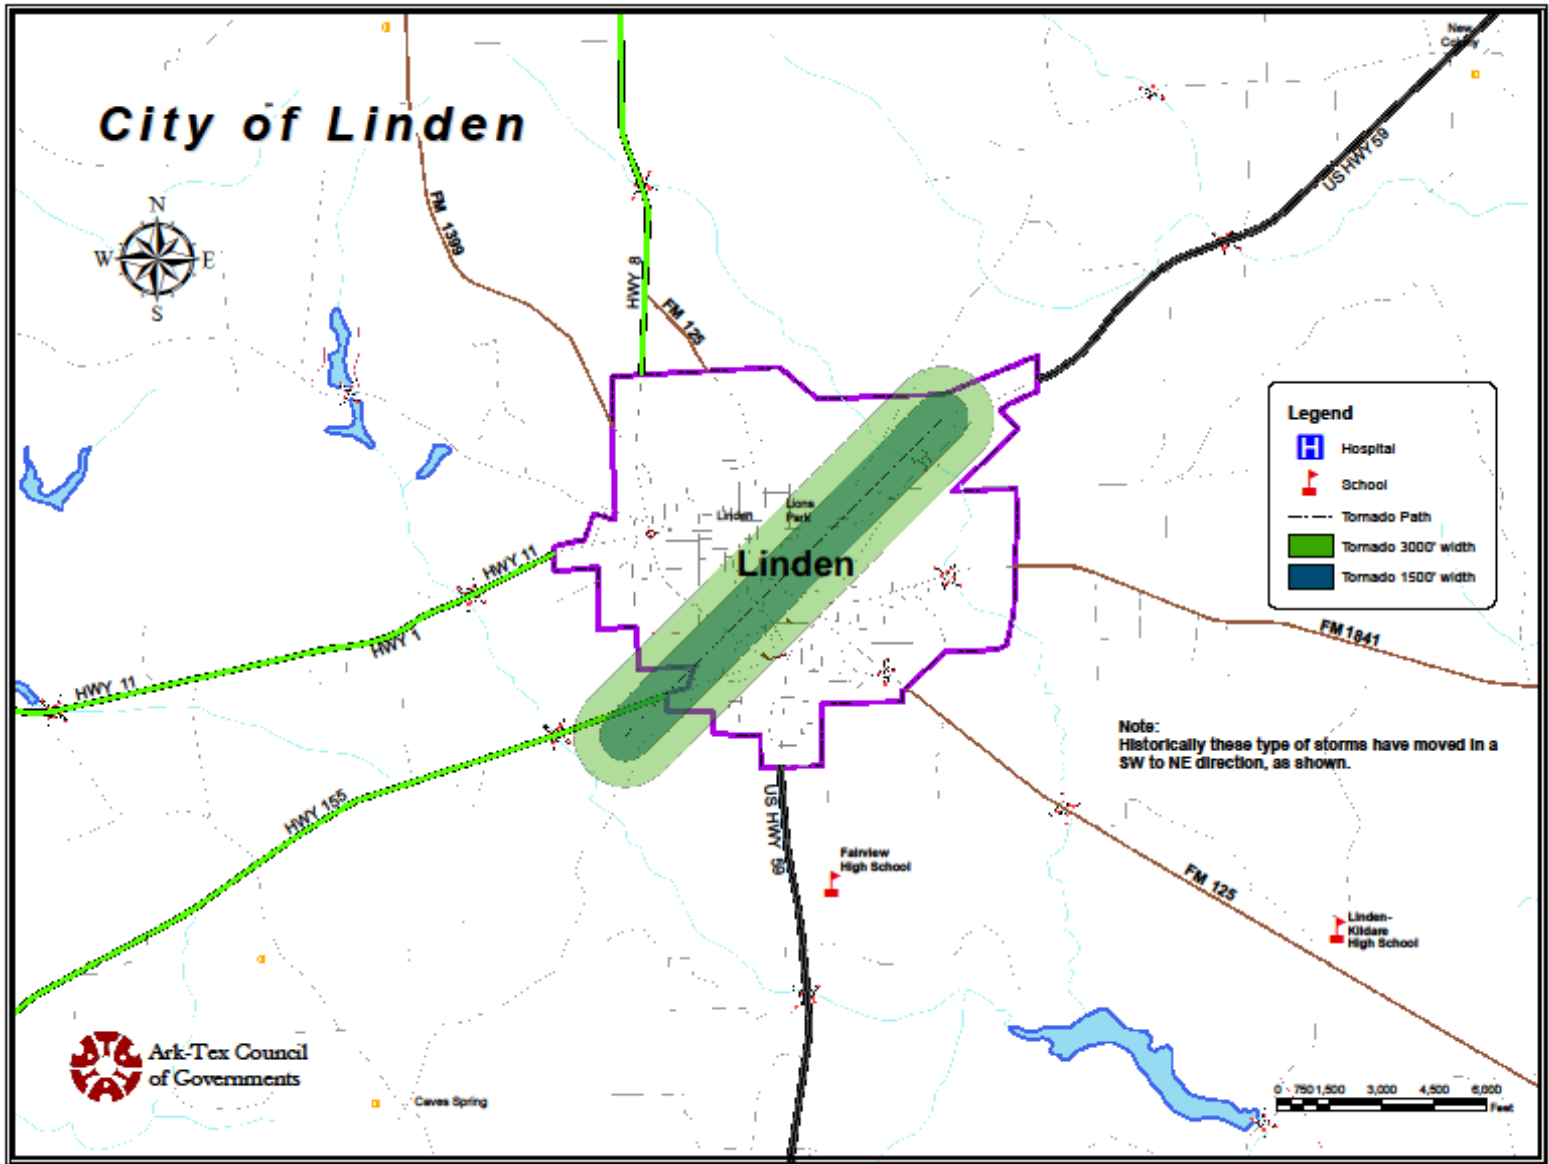 New
Colony
City of Linden
US HWY 59
N
W
E
S
FM 1399
HWY 8
FM 125
Legend
H
Hospital
School
Tornado Path
Tornado 3000' width
Tornado 1500' width
Linden
Lions
Park
Linden
HWY 11
HWY 1
HWY 11
FM 1841
Note:
Historically these type of storms have moved in a
SW to NE direction, as shown.
HWY 155
US HWY 59
Fairview
High School
FM 125
Linden-
Kildare
High School
Ark-Tex Council
of Governments
Caves Spring
0 750 1,500 3,000 4,500 6,000
Feet